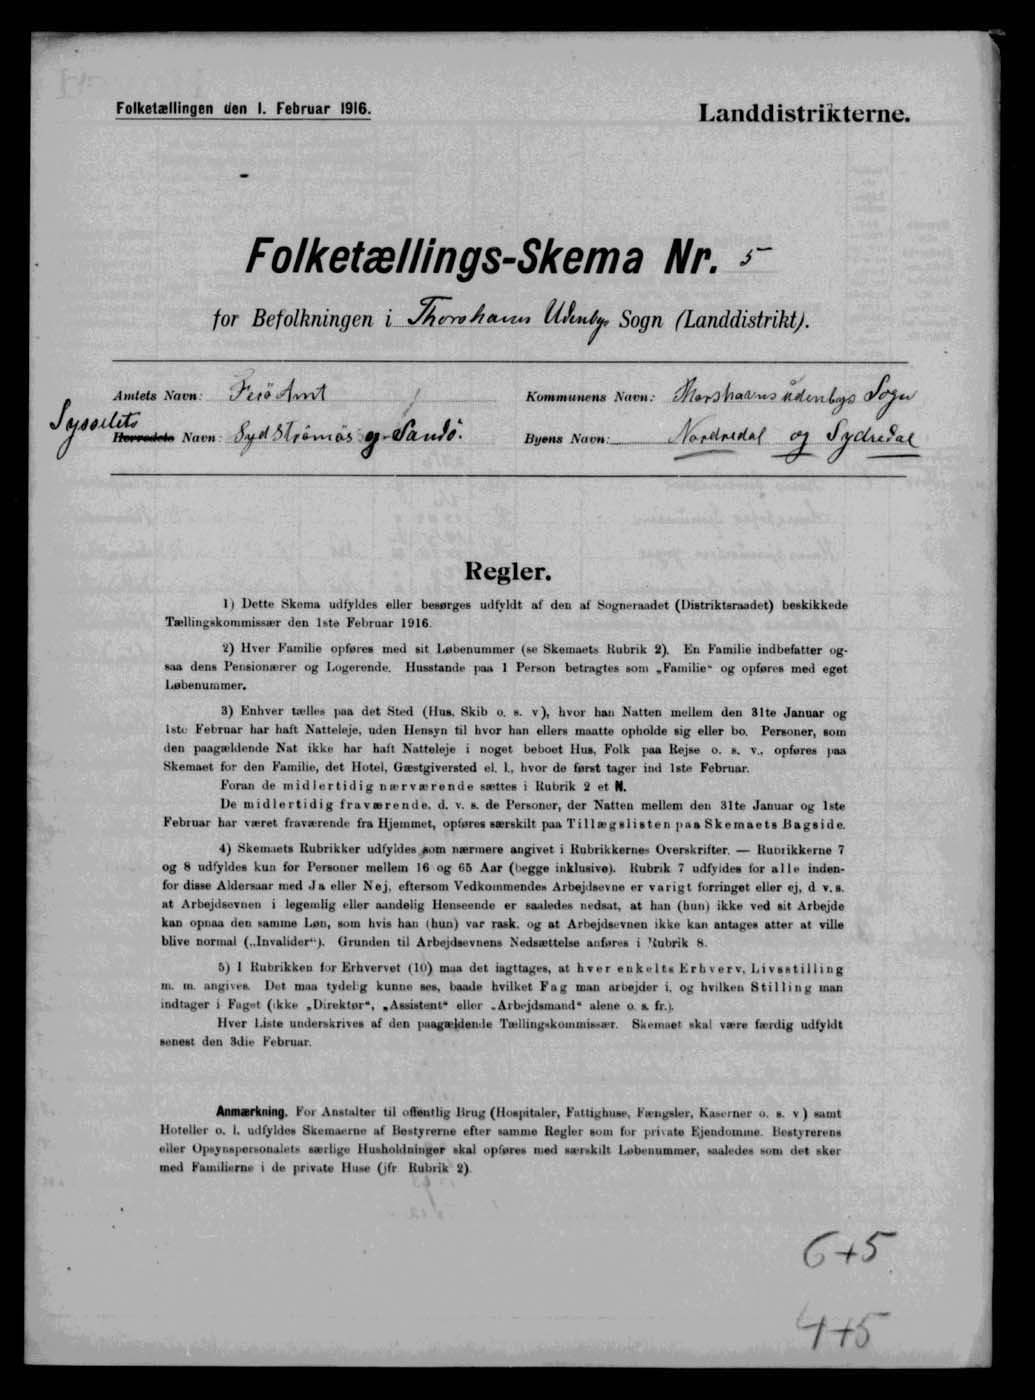 Folketællingen den 1. Februar 1916.
Landdistrikterne.
Folketællings-Skema Nr. 5
for Befolkningen i Thorshavns Udenbys Sogn (Landdistrikt).
Amtets Navn: Ferö Amt
Kommunens Navn: Thorshavns udenbys Sogn
Syssels
Herredets Navn: Syd Strömös og Sandö.
Byens Navn: Nordredal og Sydredal
Regler.
1) Dette Skema udfyldes eller besørges udfyldt af den af Sogneraadet (Distriktsraadet) beskikkede
Tællingskommissær den 1ste Februar 1916.
2) Hver Familie opføres med sit Løbenummer (se Skemaets Rubrik 2). En Familie indbefatter og-
saa dens Pensionærer og Logerende. Husstande paa 1 Person betragtes som „Familie“ og opføres med eget
Løbenummer.
3) Enhver tælles paa det Sted (Hus, Skib o. s. v), hvor han Natten mellem den 31te Januar og
1ste Februar har haft Natteleje, uden Hensyn til hvor han ellers maatte opholde sig eller bo. Personer, som
den paagældende Nat ikke har haft Natteleje i noget beboet Hus, Folk paa Rejse o. s. v., opføres paa
Skemaet for den Familie, det Hotel, Gæstgiversted el. l., hvor de først tager ind 1ste Februar.
Foran de midlertidig nærværende sættes i Rubrik 2 et N.
De midlertidig fraværende, d. v. s. de Personer, der Natten mellem den 31te Januar og 1ste
Februar har været fraværende fra Hjemmet, opføres særskilt paa Tillægslisten paa Skemaets Bagside.
4) Skemaets Rubrikker udfyldes som nærmere angivet i Rubrikkernes Overskrifter. — Rubrikkerne 7
og 8 udfyldes kun for Personer mellem 16 og 65 Aar (begge inklusive). Rubrik 7 udfyldes for alle inden-
for disse Aldersaar med Ja eller Nej, eftersom Vedkommendes Arbejdsevne er varigt forringet eller ej, d. v. s.
at Arbejdsevnen i legemlig eller aandelig Henseende er saaledes nedsat, at han (hun) ikke ved sit Arbejde
kan opnaa den samme Løn, som hvis han (hun) var rask, og at Arbejdsevnen ikke kan antages atter at ville
blive normal („Invalider“). Grunden til Arbejdsevnens Nedsættelse anføres i Rubrik 8.
5) I Rubrikken for Erhvervet (10) maa det iagttages, at hver enkelts Erhverv, Livsstilling
m. m. angives. Det maa tydelig kunne ses, baade hvilket Fag man arbejder i, og hvilken Stilling man
indtager i Faget (ikke „Direktør“, „Assistent“ eller „Arbejdsmand“ alene o. s. fr.).
Hver Liste underskrives af den paagældende Tællingskommissær. Skemaet skal være færdig udfyldt
senest den 3die Februar.
Anmærkning. For Anstalter til offentlig Brug (Hospitaler, Fattighuse, Fængsler, Kaserner o. s. v) samt
Hoteller o. l. udfyldes Skemaerne af Bestyrerne efter samme Regler som for private Ejendomme. Bestyrerens
eller Opsynspersonalets særlige Husholdninger skal opføres med særskilt Løbenummer, saaledes som det sker
med Familierne i de private Huse (jfr Rubrik 2).
6+5
4+5